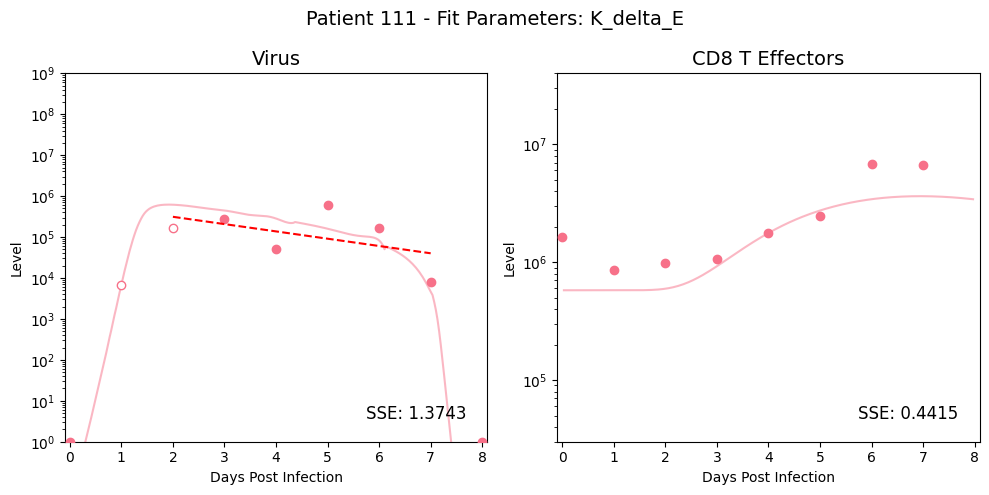 Patient 111 - Fit Parameters: K_delta_E
Virus
CD8 T Effectors
10^9
10^8
10^7
10^6
10^5
10^4
10^3
10^2
10^1
10^0
Level
SSE: 1.3743
0 1 2 3 4 5 6 7 8
Days Post Infection
10^7
10^6
10^5
Level
SSE: 0.4415
0 1 2 3 4 5 6 7 8
Days Post Infection